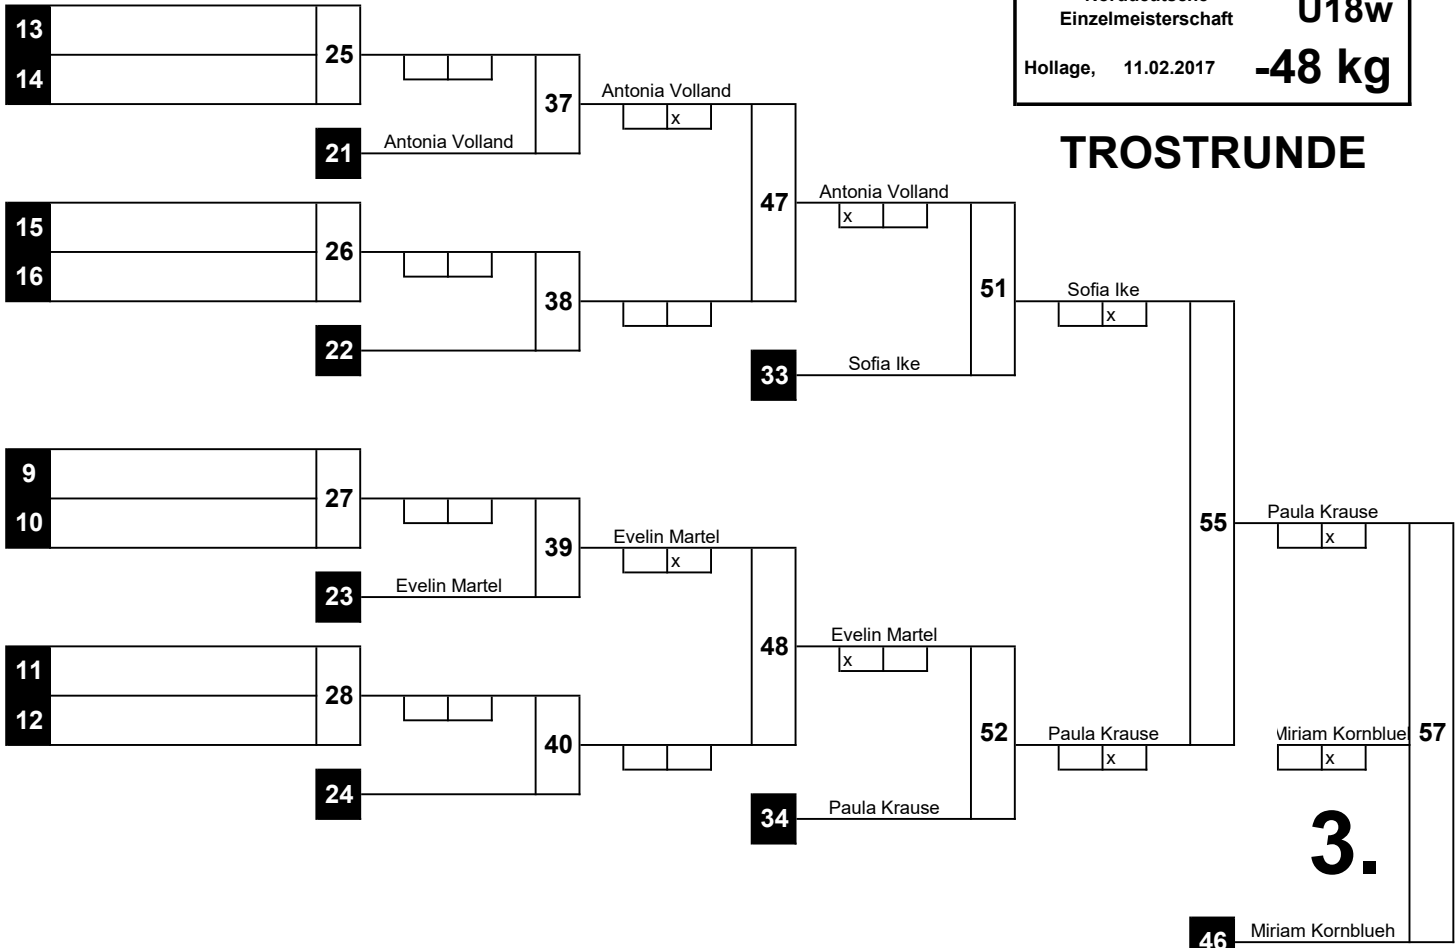 Norddeutsche
Einzelmeisterschaft
U18w
Hollage, 11.02.2017 -48 kg
TROSTRUNDE
13
14
25
37
21 Antonia Volland
Antonia Volland
x
15
16
26
38
22
47
Antonia Volland
x
33 Sofia Ike
51
Sofia Ike
x
9
10
27
39
23 Evelin Martel
Evelin Martel
x
11
12
28
40
24
48
Evelin Martel
x
34 Paula Krause
52
Paula Krause
x
55
Paula Krause
x
57
Miriam Kornblueh
x
3.
46 Miriam Kornblueh